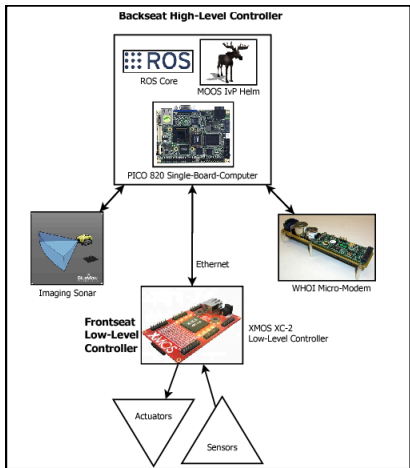 Backseat High-Level Controller
ROS
ROS Core
MOOS IvP Helm
PICO 820 Single-Board-Computer
Imaging Sonar
Ethernet
WHOI Micro-Modem
Frontseat
Low-Level
Controller
XMOS
XMOS XC-2
Low-Level Controller
Actuators
Sensors